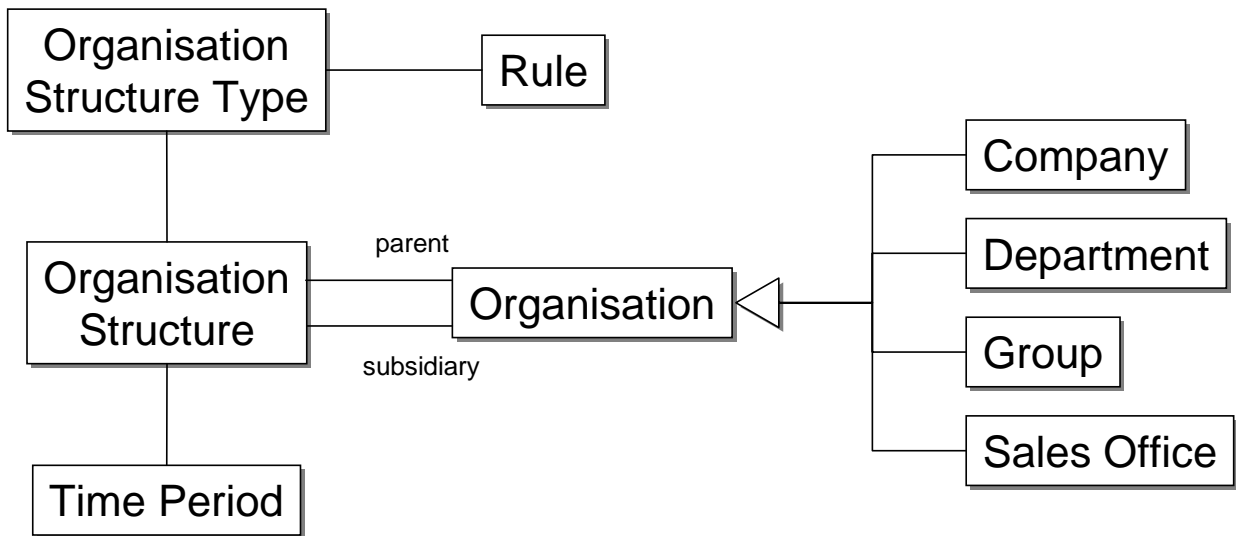 Organisation
Structure Type
Rule
Company
Department
parent
Organisation
Structure
Organisation
subsidiary
Group
Sales Office
Time Period